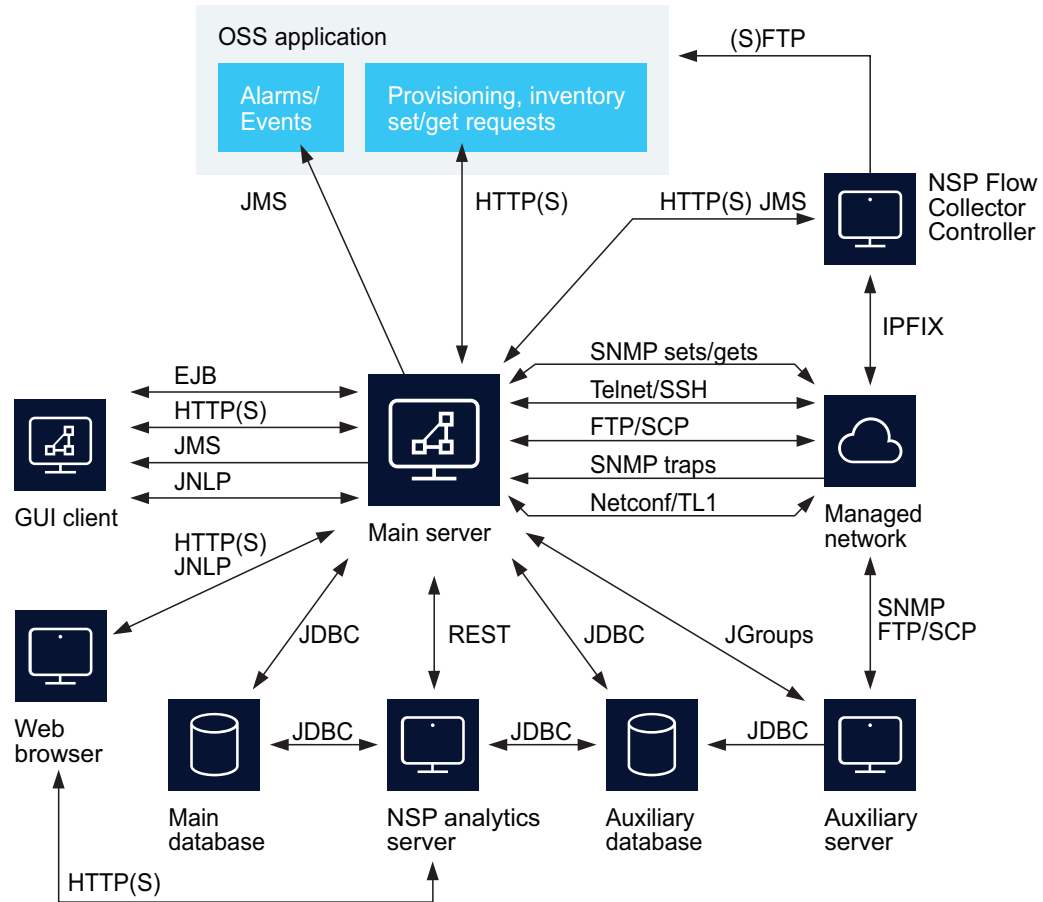 OSS application
(S)FTP
Alarms/
Events
Provisioning, inventory
set/get requests
JMS
HTTP(S)
HTTP(S) JMS
NSP Flow
Collector
Controller
IPFIX
SNMP sets/gets
EJB
Telnet/SSH
HTTP(S)
FTP/SCP
JMS
SNMP traps
JNLP
Netconf/TL1
GUI client
Main server
Managed
network
HTTP(S)
JNLP
SNMP
FTP/SCP
JDBC
REST
JDBC
JGroups
Web
browser
JDBC
JDBC
JDBC
Main
database
NSP analytics
server
Auxiliary
database
Auxiliary
server
HTTP(S)